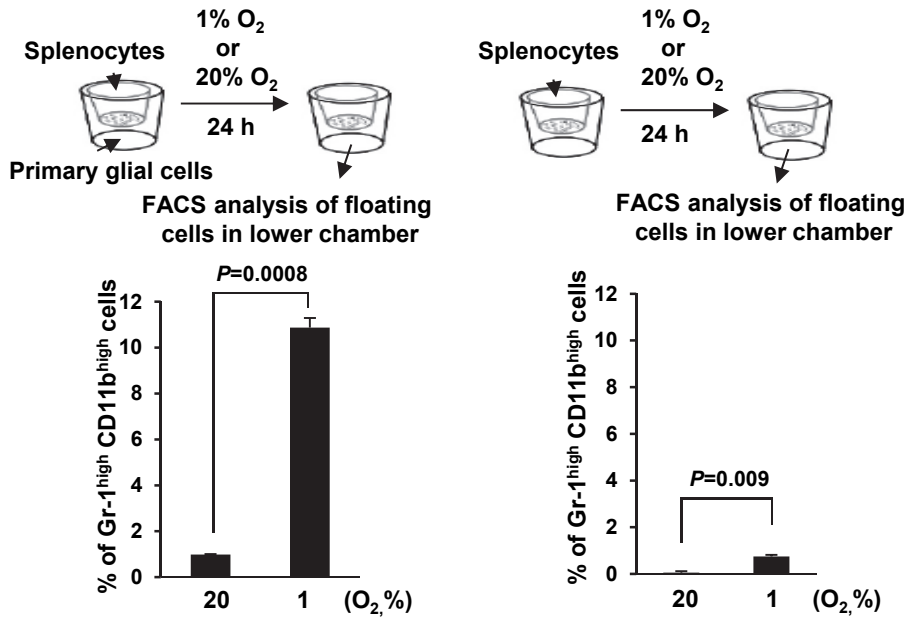 Splenocytes
1% O₂
or
20% O₂
24 h
Primary glial cells
FACS analysis of floating
cells in lower chamber
P=0.0008
% of Gr-1ʰⁱᵍʰ CD11bʰⁱᵍʰ cells
12
10
8
6
4
2
0
20 1 (O₂,%)
Splenocytes
1% O₂
or
20% O₂
24 h
FACS analysis of floating
cells in lower chamber
P=0.009
% of Gr-1ʰⁱᵍʰ CD11bʰⁱᵍʰ cells
12
10
8
6
4
2
0
20 1 (O₂,%)